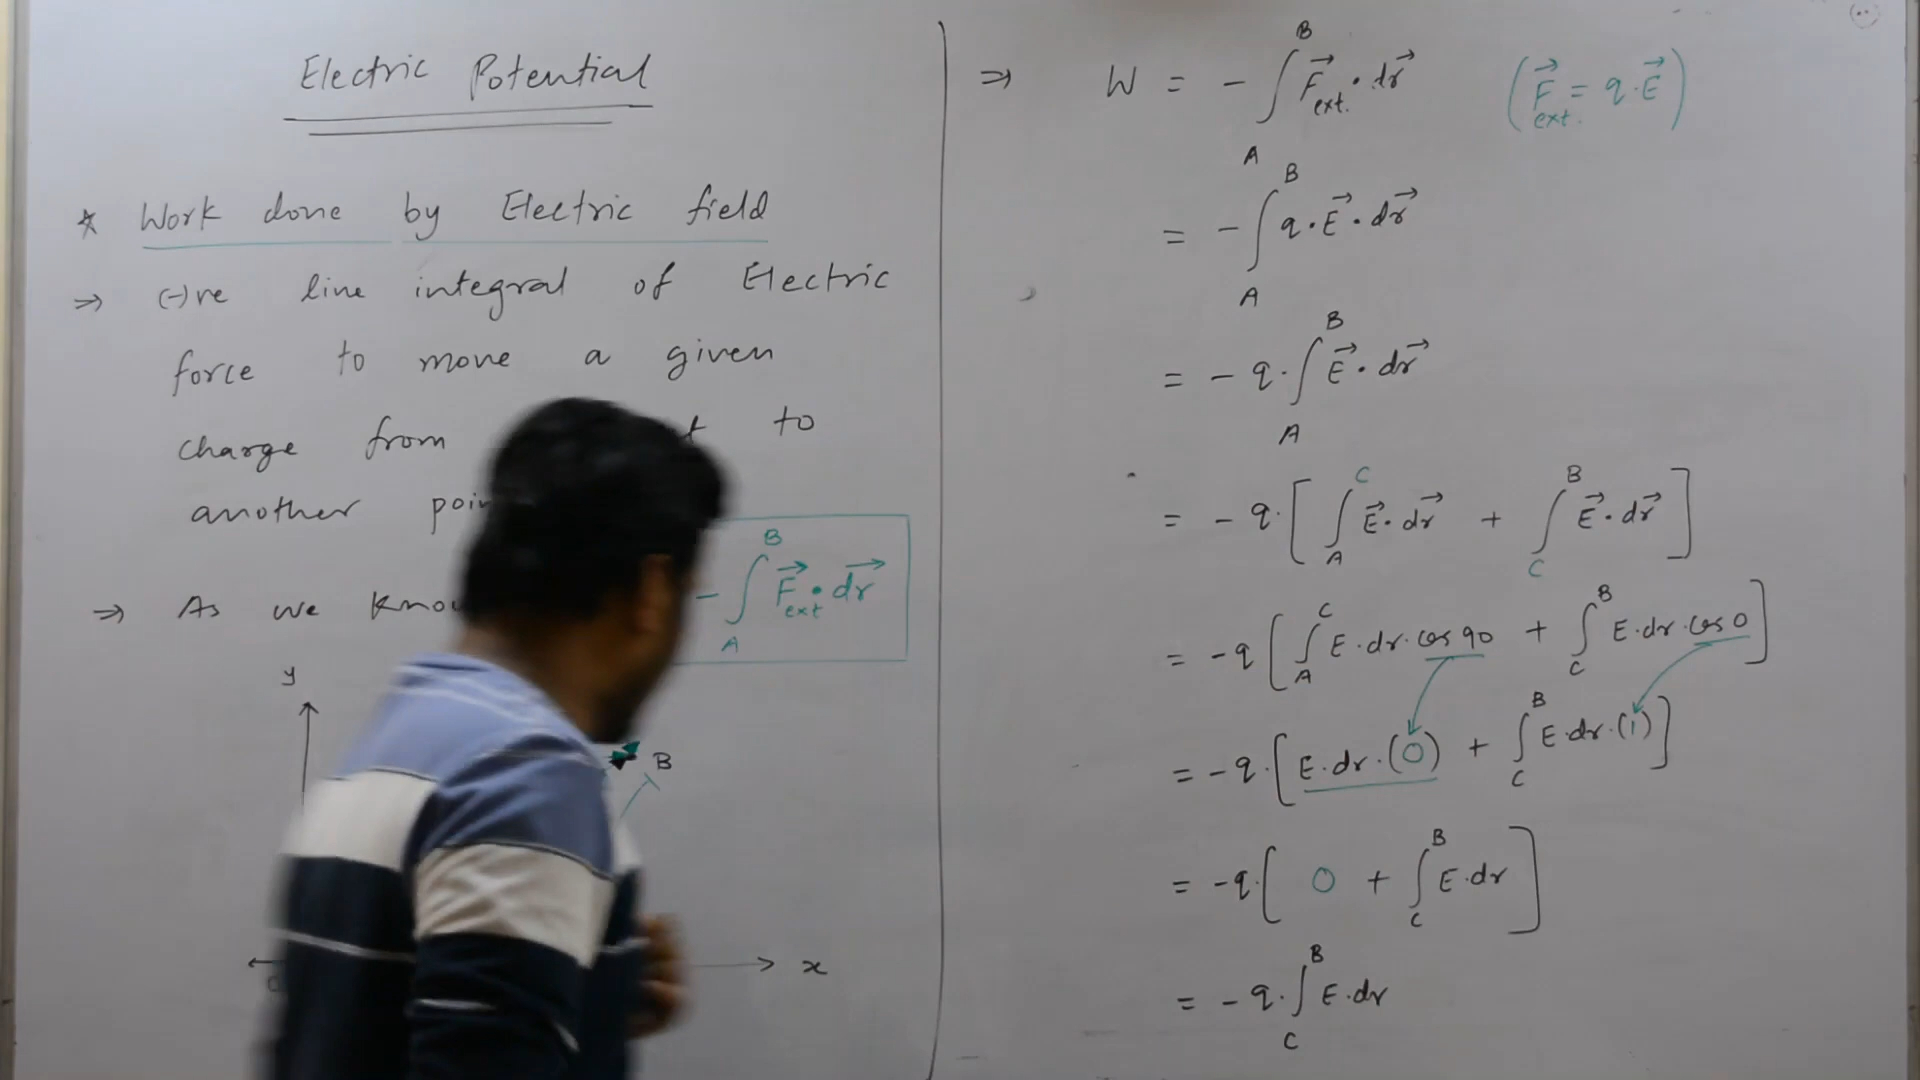 Electric Potential
* Work done by Electric field
⇒ (-)ve line integral of Electric
force to move a given
charge from to
another
⇒ As we
- ∫_A^B F⃗_ext · dr⃗
y
B
x
⇒ W = - ∫_A^B F⃗_ext. · dr⃗ (F⃗_ext. = q·E⃗)
= - ∫_A^B q·E⃗·dr⃗
= - q·∫_A^B E⃗·dr⃗
= - q·[ ∫_A^C E⃗·dr⃗ + ∫_C^B E⃗·dr⃗ ]
= - q [ ∫_A^C E·dr·cos 90 + ∫_C^B E·dr·cos 0 ]
= - q·[ E·dr·(0) + ∫_C^B E·dr·(1) ]
= - q·[ 0 + ∫_C^B E·dr ]
= - q·∫_C^B E·dr